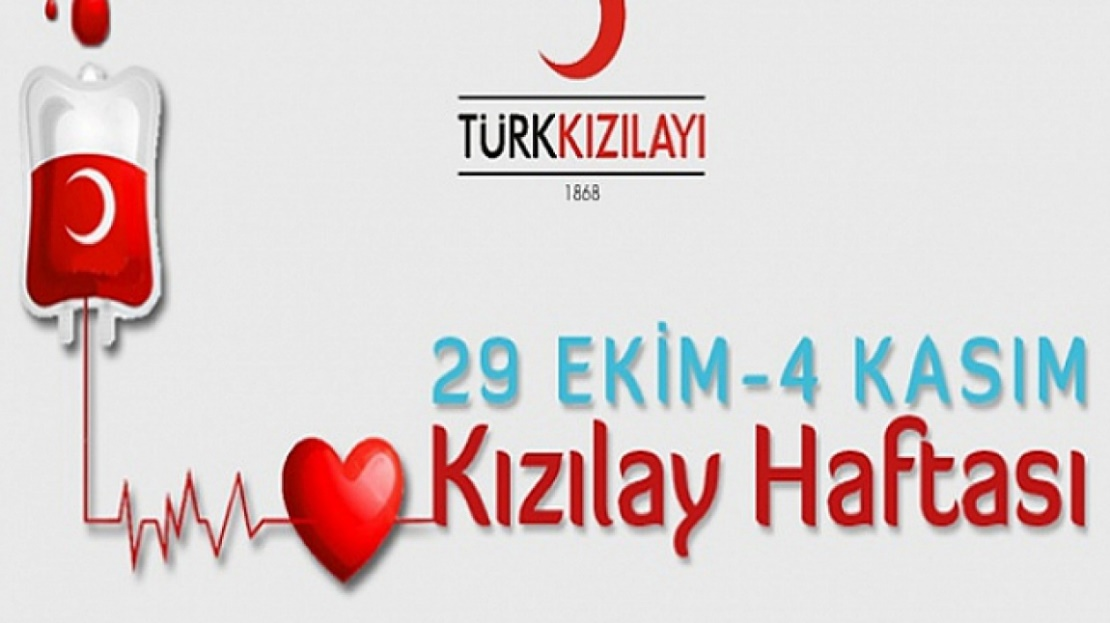 TÜRKKIZILAYI
1868
29 EKİM-4 KASIM
Kızılay Haftası